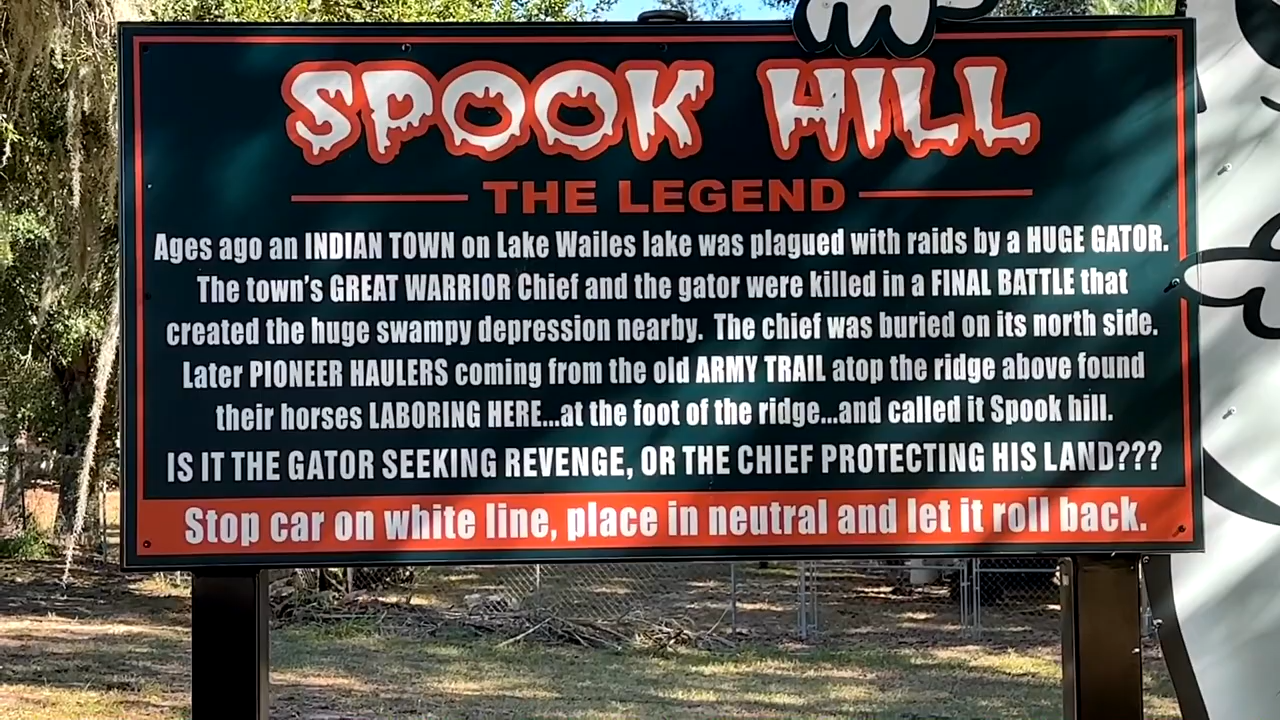 SPOOK HILL
THE LEGEND
Ages ago an INDIAN TOWN on Lake Wailes lake was plagued with raids by a HUGE GATOR.
The town's GREAT WARRIOR Chief and the gator were killed in a FINAL BATTLE that
created the huge swampy depression nearby. The chief was buried on its north side.
Later PIONEER HAULERS coming from the old ARMY TRAIL atop the ridge above found
their horses LABORING HERE...at the foot of the ridge...and called it Spook hill.
IS IT THE GATOR SEEKING REVENGE, OR THE CHIEF PROTECTING HIS LAND???
Stop car on white line, place in neutral and let it roll back.